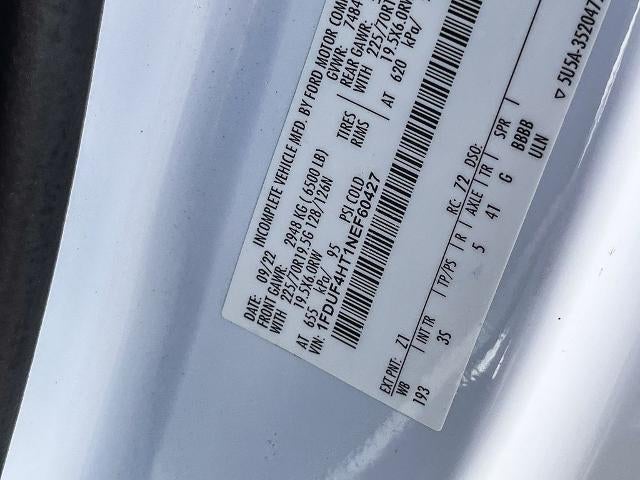 INCOMPLETE VEHICLE MFD. BY FORD MOTOR COM
DATE: 09/22 GVWR: 7484
FRONT GAWR: 2948 KG ( 6500 LB) REAR GAWR:
WITH 225/70R19.5G 128/126N TIRES WITH 225/70R19
19.5X6.0RW RIMS 19.5X6.0RW
AT 655 kPa/ 95 PSI COLD AT 620 kPa/
VIN: 1FDUF4HT1NEF60427
EXT PNT: Z1 RC: 72 DSO:
WB INT TR TP/PS R AXLE TR SPR
193 3S 5 41 G BBBB
ULN
▽ 5U5A-3520472